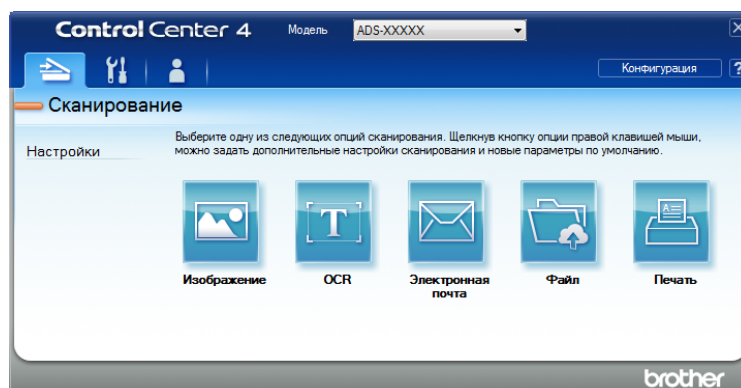 Control Center 4 Модель ADS-XXXXX
Конфигурация ?
Сканирование
Настройки
Выберите одну из следующих опций сканирования. Щелкнув кнопку опции правой клавишей мыши,
можно задать дополнительные настройки сканирования и новые параметры по умолчанию.
Изображение OCR Электронная почта Файл Печать
brother